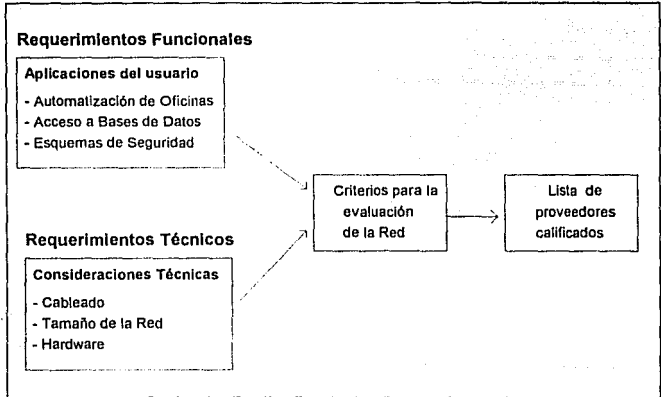 Requerimientos Funcionales
Aplicaciones del usuario
- Automatización de Oficinas
- Acceso a Bases de Datos
- Esquemas de Seguridad
Criterios para la
evaluación
de la Red
Lista de
proveedores
calificados
Requerimientos Técnicos
Consideraciones Técnicas
- Cableado
- Tamaño de la Red
- Hardware